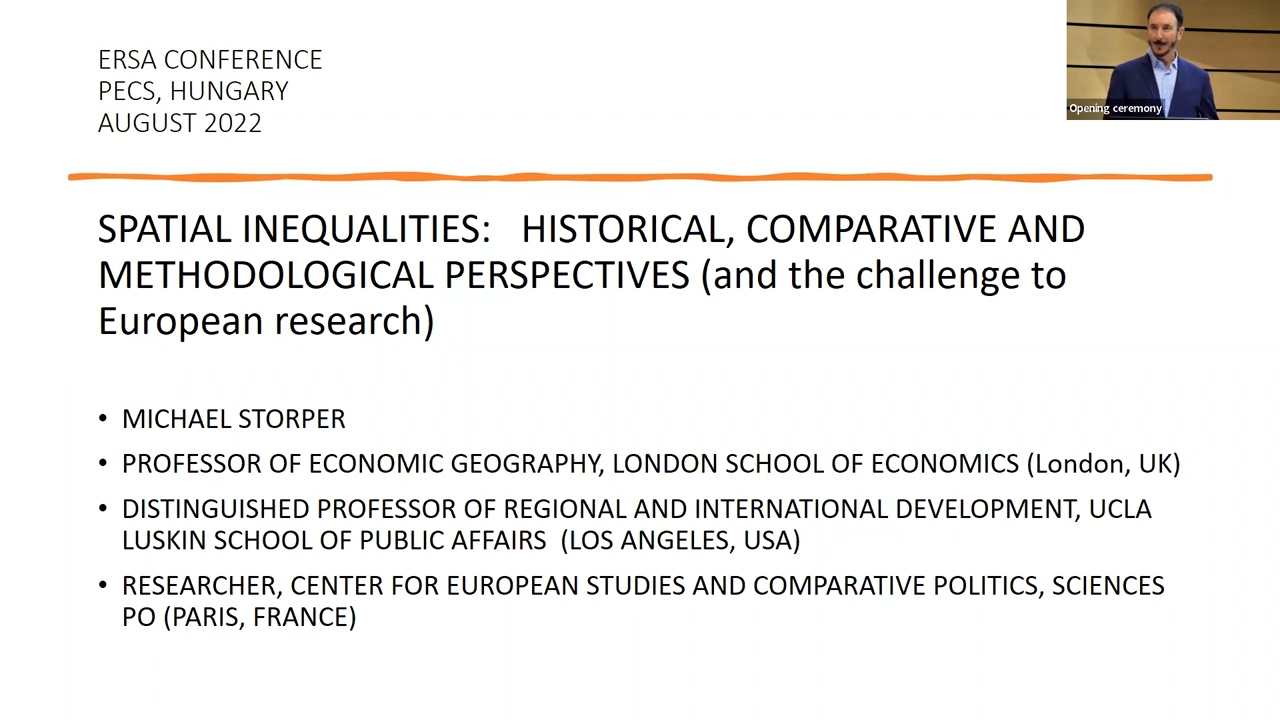 ERSA CONFERENCE
PECS, HUNGARY
AUGUST 2022
Opening ceremony
SPATIAL INEQUALITIES: HISTORICAL, COMPARATIVE AND
METHODOLOGICAL PERSPECTIVES (and the challenge to
European research)
• MICHAEL STORPER
• PROFESSOR OF ECONOMIC GEOGRAPHY, LONDON SCHOOL OF ECONOMICS (London, UK)
• DISTINGUISHED PROFESSOR OF REGIONAL AND INTERNATIONAL DEVELOPMENT, UCLA
LUSKIN SCHOOL OF PUBLIC AFFAIRS (LOS ANGELES, USA)
• RESEARCHER, CENTER FOR EUROPEAN STUDIES AND COMPARATIVE POLITICS, SCIENCES
PO (PARIS, FRANCE)